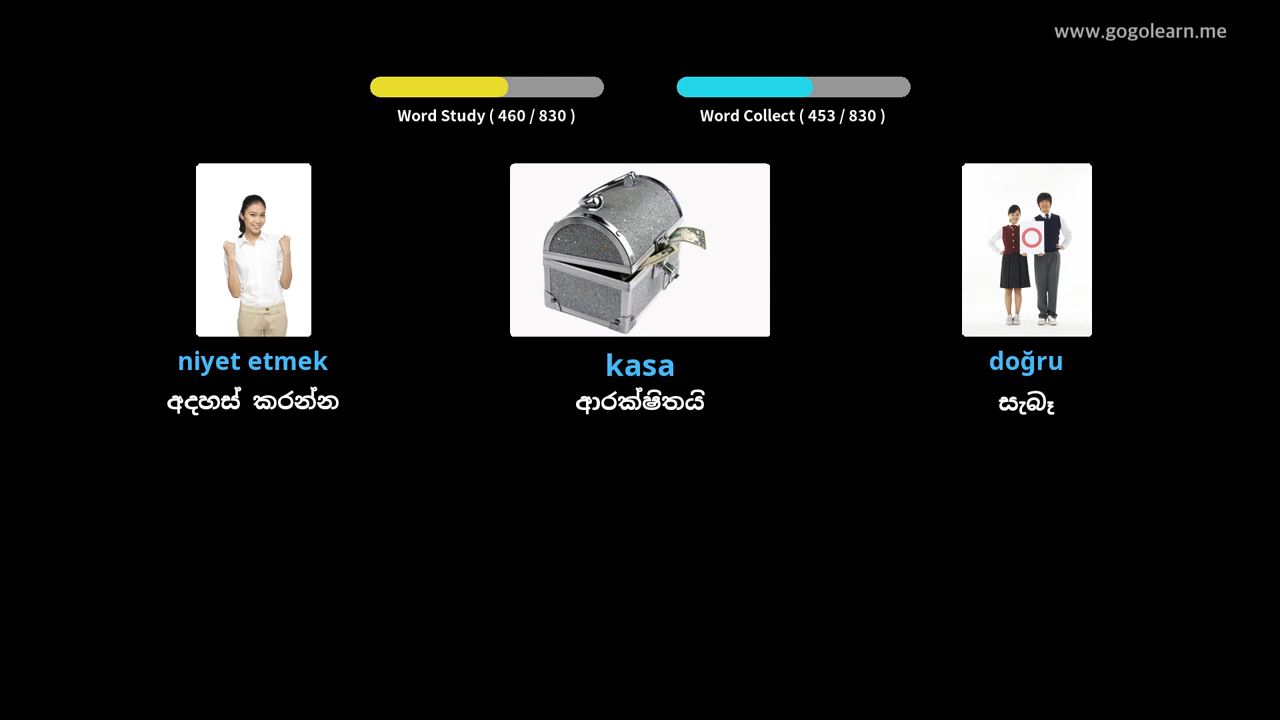 www.gogolearn.me
Word Study ( 460 / 830 )
Word Collect ( 453 / 830 )
niyet etmek
අදහස් කරන්න
kasa
ආරක්ෂිතයි
doğru
සැබෑ